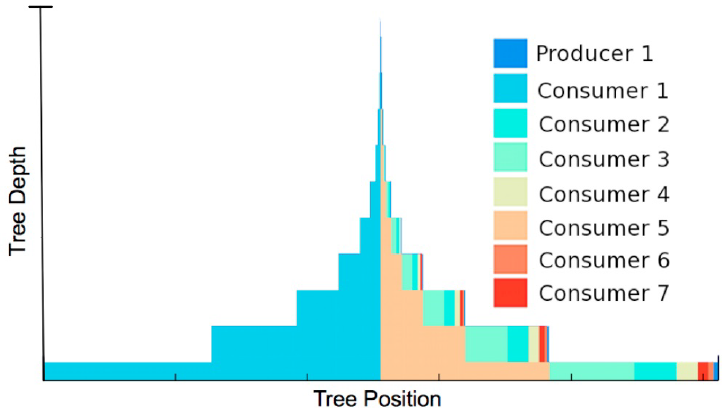 Producer 1
Consumer 1
Consumer 2
Consumer 3
Consumer 4
Consumer 5
Consumer 6
Consumer 7
Tree Depth
Tree Position